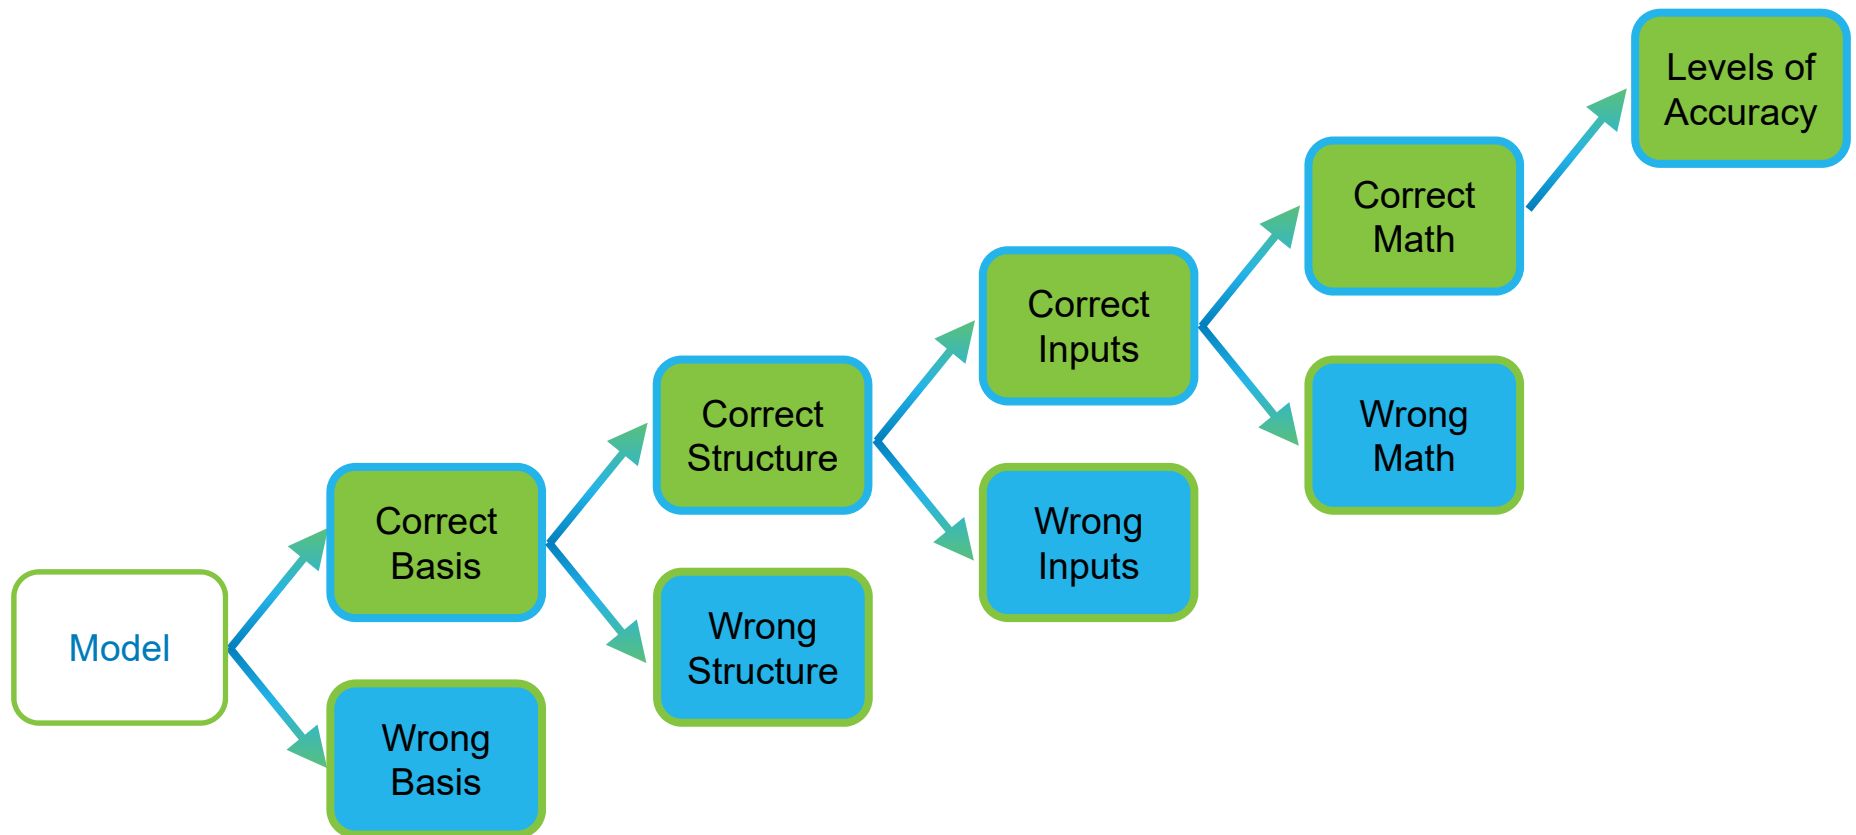 Levels of
Accuracy
Correct
Math
Correct
Inputs
Wrong
Math
Correct
Structure
Wrong
Inputs
Correct
Basis
Wrong
Structure
Model
Wrong
Basis